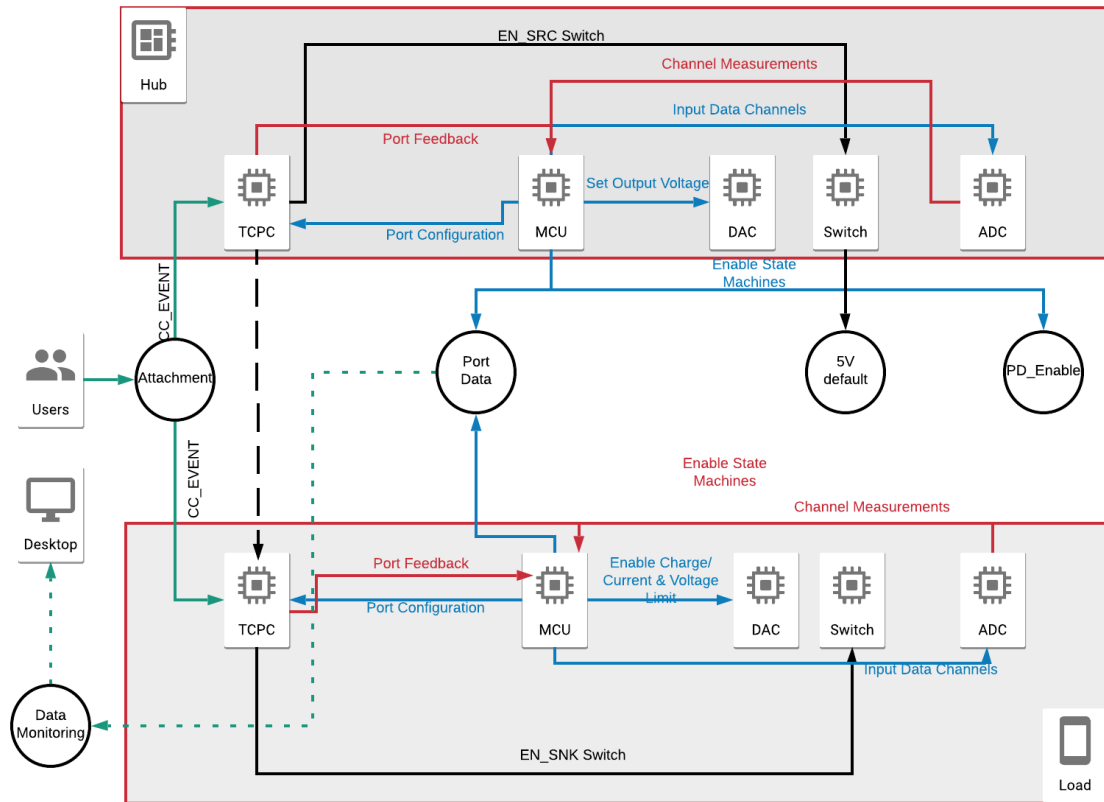 EN_SRC Switch
Channel Measurements
Hub
Input Data Channels
Port Feedback
Set Output Voltage
TCPC
MCU
DAC
Switch
ADC
Port Configuration
Enable State
Machines
CC_EVENT
Users
Attachment
Port
Data
5V
default
PD_Enable
CC_EVENT
Enable State
Machines
Channel Measurements
Desktop
Port Feedback
Enable Charge/
Current & Voltage
Limit
Port Configuration
TCPC
MCU
DAC
Switch
ADC
Input Data Channels
Data
Monitoring
EN_SNK Switch
Load